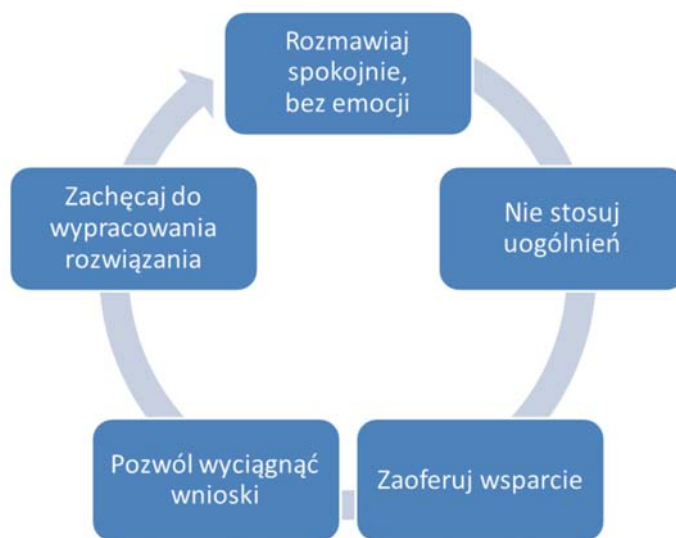 Rozmawiaj
spokojnie,
bez emocji
Nie stosuj
uogólnień
Zaoferuj wsparcie
Pozwól wyciągnąć
wnioski
Zachęcaj do
wypracowania
rozwiązania